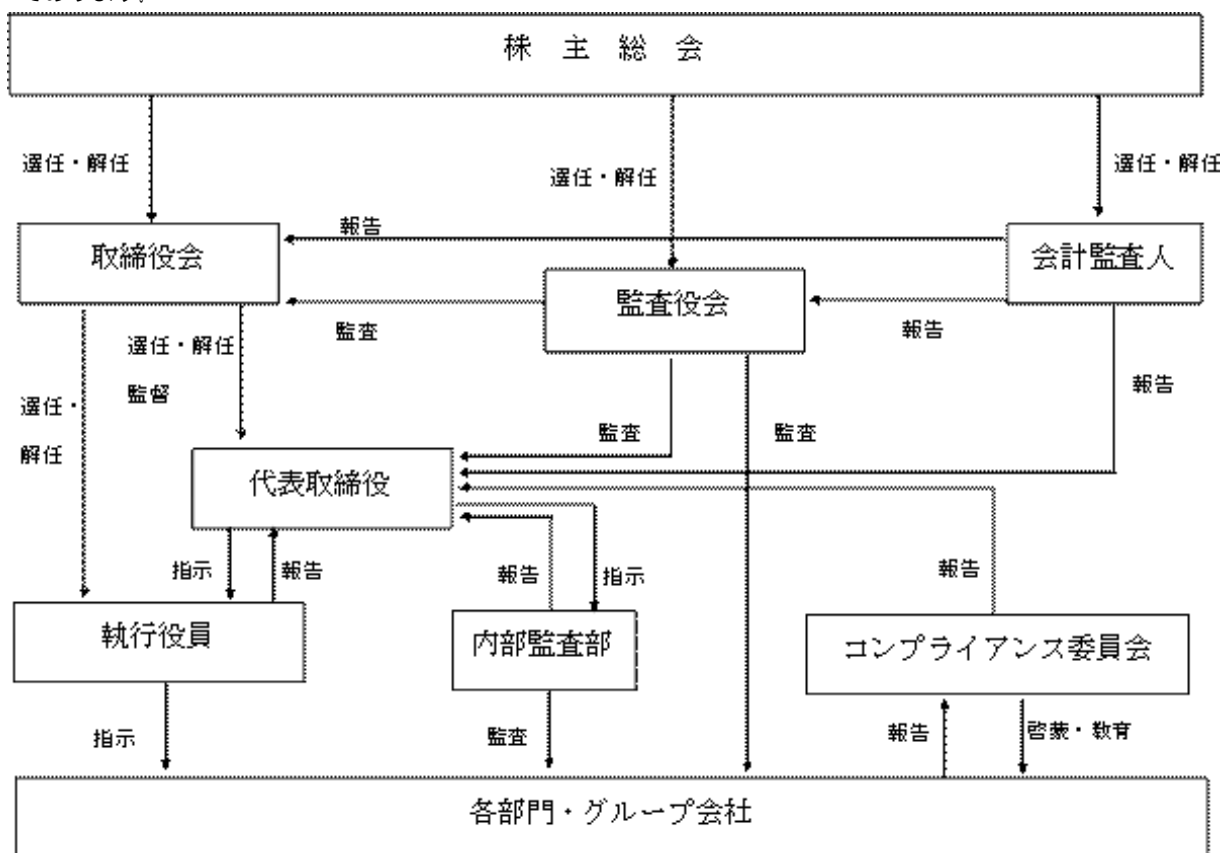 株 主 総 会
選任・解任
選任・解任
選任・解任
報告
取締役会
会計監査人
監査役会
監査
報告
選任・解任
監督
報告
選任・
解任
監査
監査
代表取締役
指示
報告
報告
指示
報告
執行役員
内部監査部
コンプライアンス委員会
指示
監査
報告
啓蒙・教育
各部門・グループ会社